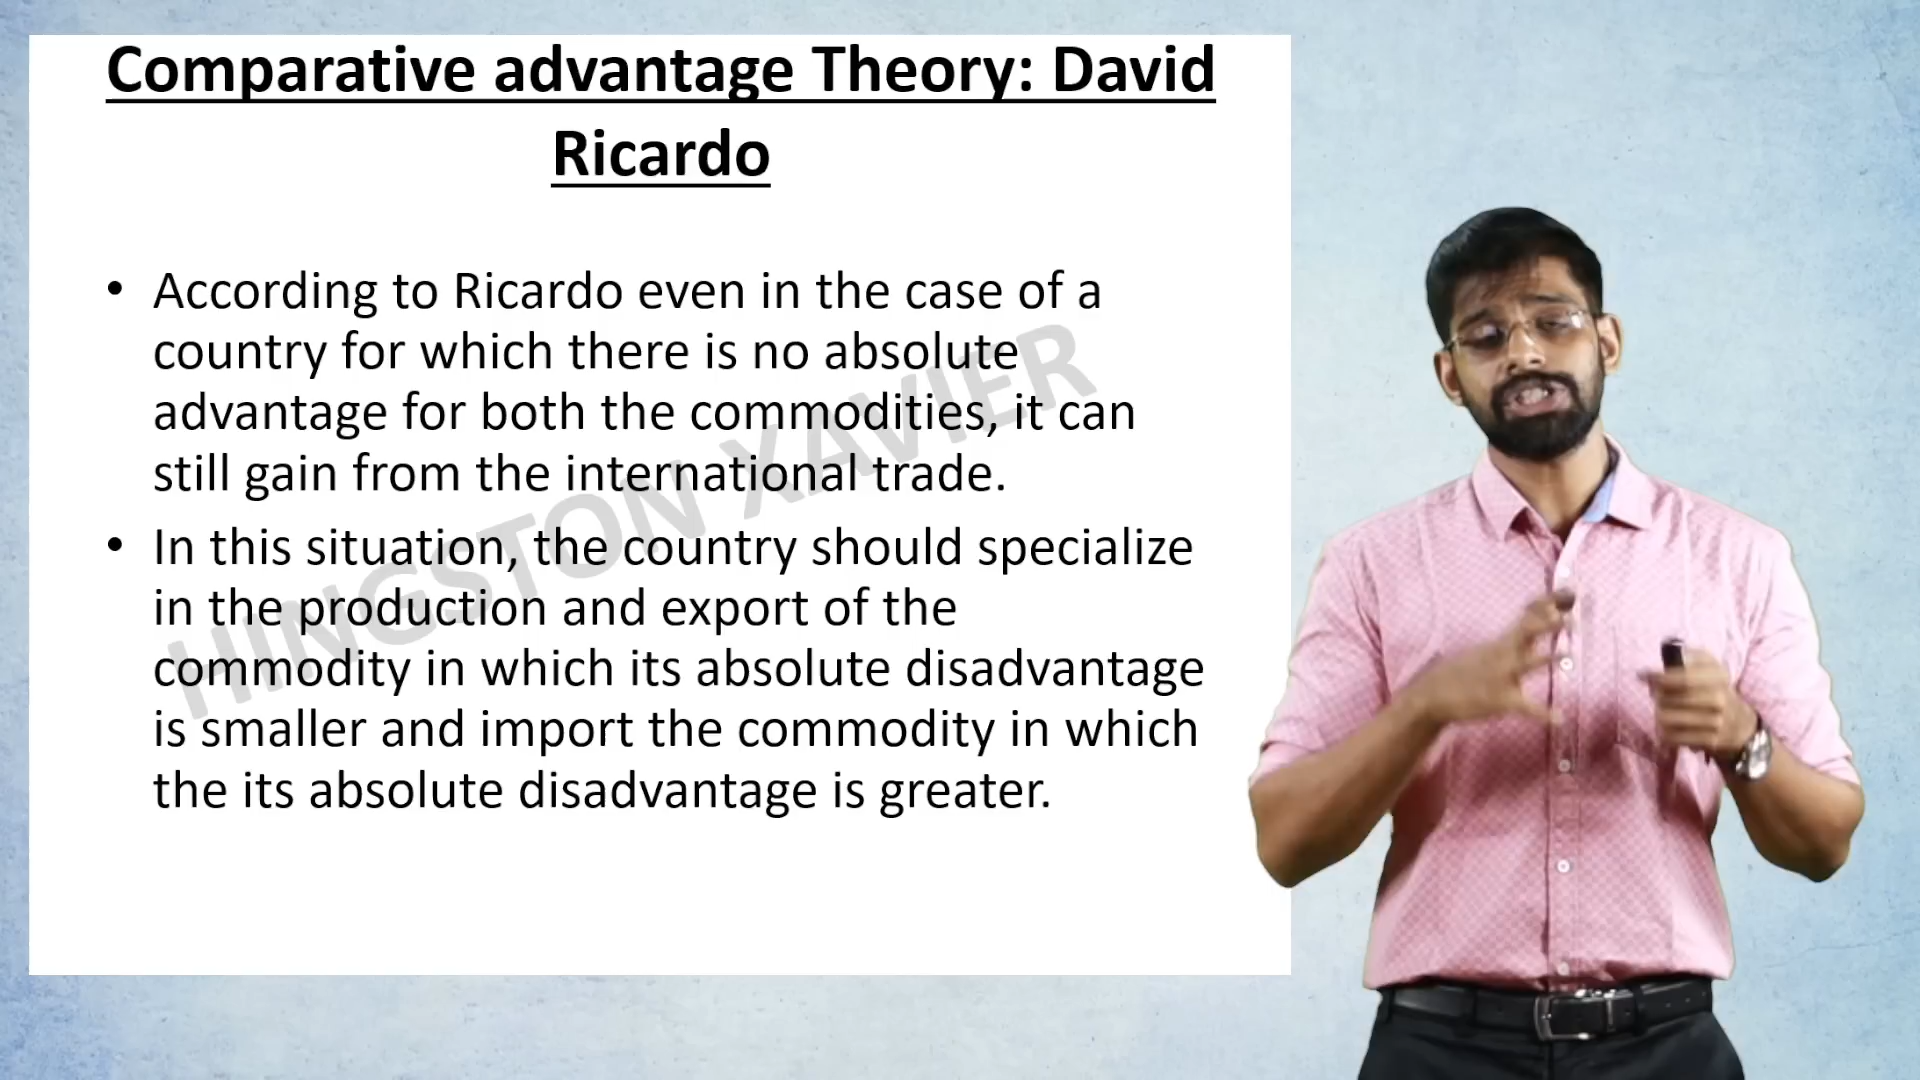 Comparative advantage Theory: David
Ricardo
• According to Ricardo even in the case of a
country for which there is no absolute
advantage for both the commodities, it can
still gain from the international trade.
• In this situation, the country should specialize
in the production and export of the
commodity in which its absolute disadvantage
is smaller and import the commodity in which
the its absolute disadvantage is greater.
HINGSTON XAVIER